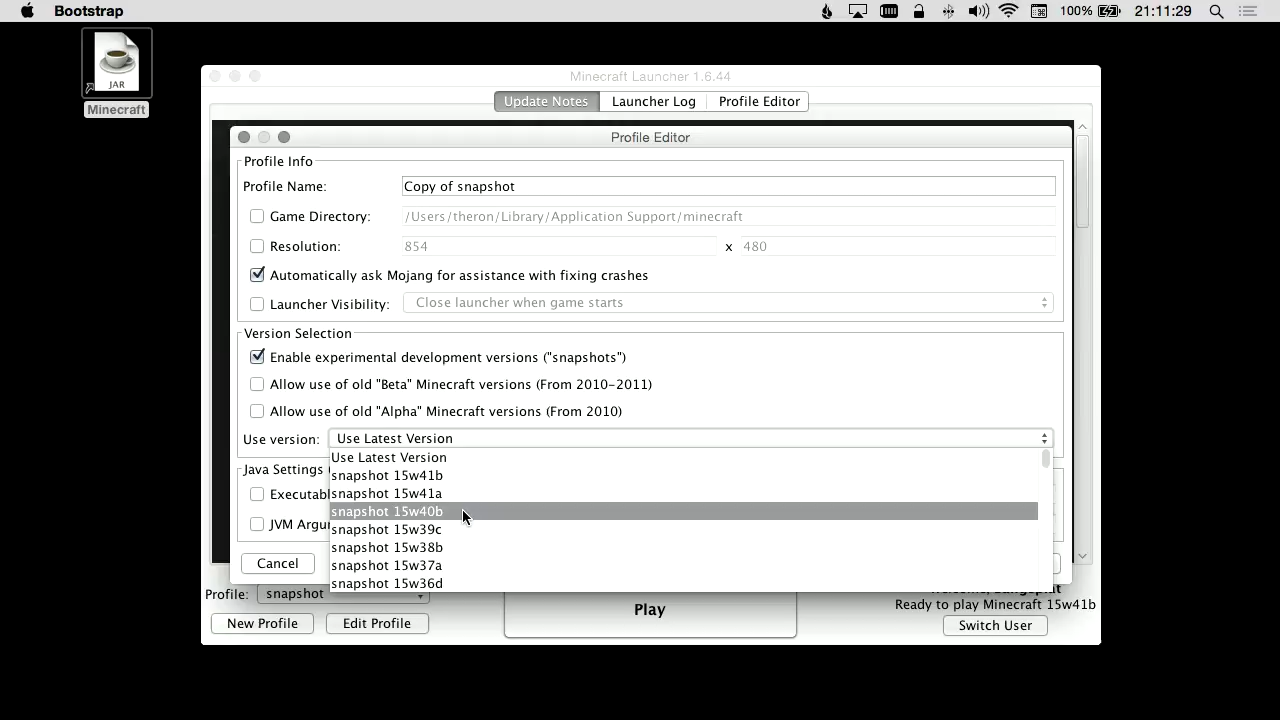 Bootstrap
100%
21:11:29
JAR
Minecraft
Minecraft Launcher 1.6.44
Update Notes
Launcher Log
Profile Editor
Profile Editor
Profile Info
Profile Name:
Copy of snapshot
Game Directory:
/Users/theron/Library/Application Support/minecraft
Resolution:
854
x
480
Automatically ask Mojang for assistance with fixing crashes
Launcher Visibility:
Close launcher when game starts
Version Selection
Enable experimental development versions ("snapshots")
Allow use of old "Beta" Minecraft versions (From 2010-2011)
Allow use of old "Alpha" Minecraft versions (From 2010)
Use version:
Use Latest Version
Use Latest Version
snapshot 15w41b
snapshot 15w41a
snapshot 15w40b
snapshot 15w39c
snapshot 15w38b
snapshot 15w37a
snapshot 15w36d
Java Settings
Executabl
JVM Argur
Cancel
Profile:
snapshot
New Profile
Edit Profile
Play
Ready to play Minecraft 15w41b
Switch User